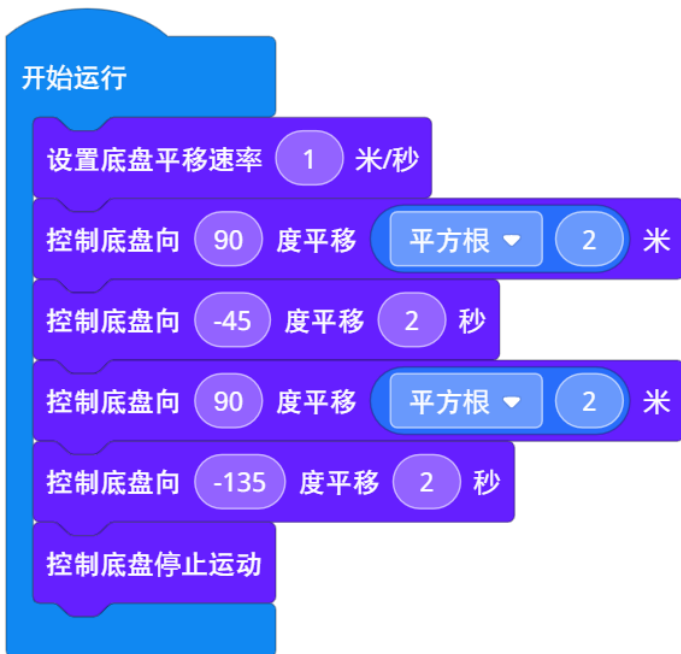 开始运行
设置底盘平移速率 1 米/秒
控制底盘向 90 度平移 平方根 2 米
控制底盘向 -45 度平移 2 秒
控制底盘向 90 度平移 平方根 2 米
控制底盘向 -135 度平移 2 秒
控制底盘停止运动